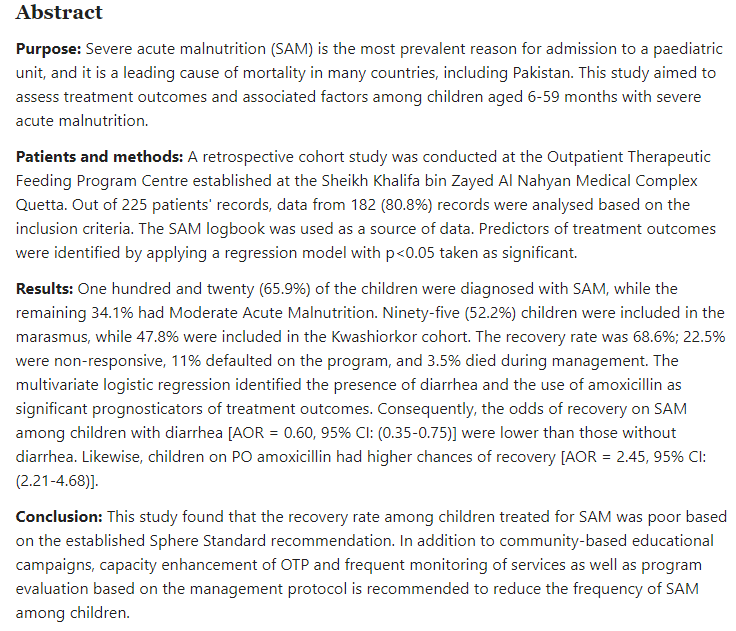 Abstract
Purpose: Severe acute malnutrition (SAM) is the most prevalent reason for admission to a paediatric
unit, and it is a leading cause of mortality in many countries, including Pakistan. This study aimed to
assess treatment outcomes and associated factors among children aged 6-59 months with severe
acute malnutrition.
Patients and methods: A retrospective cohort study was conducted at the Outpatient Therapeutic
Feeding Program Centre established at the Sheikh Khalifa bin Zayed Al Nahyan Medical Complex
Quetta. Out of 225 patients' records, data from 182 (80.8%) records were analysed based on the
inclusion criteria. The SAM logbook was used as a source of data. Predictors of treatment outcomes
were identified by applying a regression model with p<0.05 taken as significant.
Results: One hundred and twenty (65.9%) of the children were diagnosed with SAM, while the
remaining 34.1% had Moderate Acute Malnutrition. Ninety-five (52.2%) children were included in the
marasmus, while 47.8% were included in the Kwashiorkor cohort. The recovery rate was 68.6%; 22.5%
were non-responsive, 11% defaulted on the program, and 3.5% died during management. The
multivariate logistic regression identified the presence of diarrhea and the use of amoxicillin as
significant prognosticators of treatment outcomes. Consequently, the odds of recovery on SAM
among children with diarrhea [AOR = 0.60, 95% CI: (0.35-0.75)] were lower than those without
diarrhea. Likewise, children on PO amoxicillin had higher chances of recovery [AOR = 2.45, 95% CI:
(2.21-4.68)].
Conclusion: This study found that the recovery rate among children treated for SAM was poor based
on the established Sphere Standard recommendation. In addition to community-based educational
campaigns, capacity enhancement of OTP and frequent monitoring of services as well as program
evaluation based on the management protocol is recommended to reduce the frequency of SAM
among children.